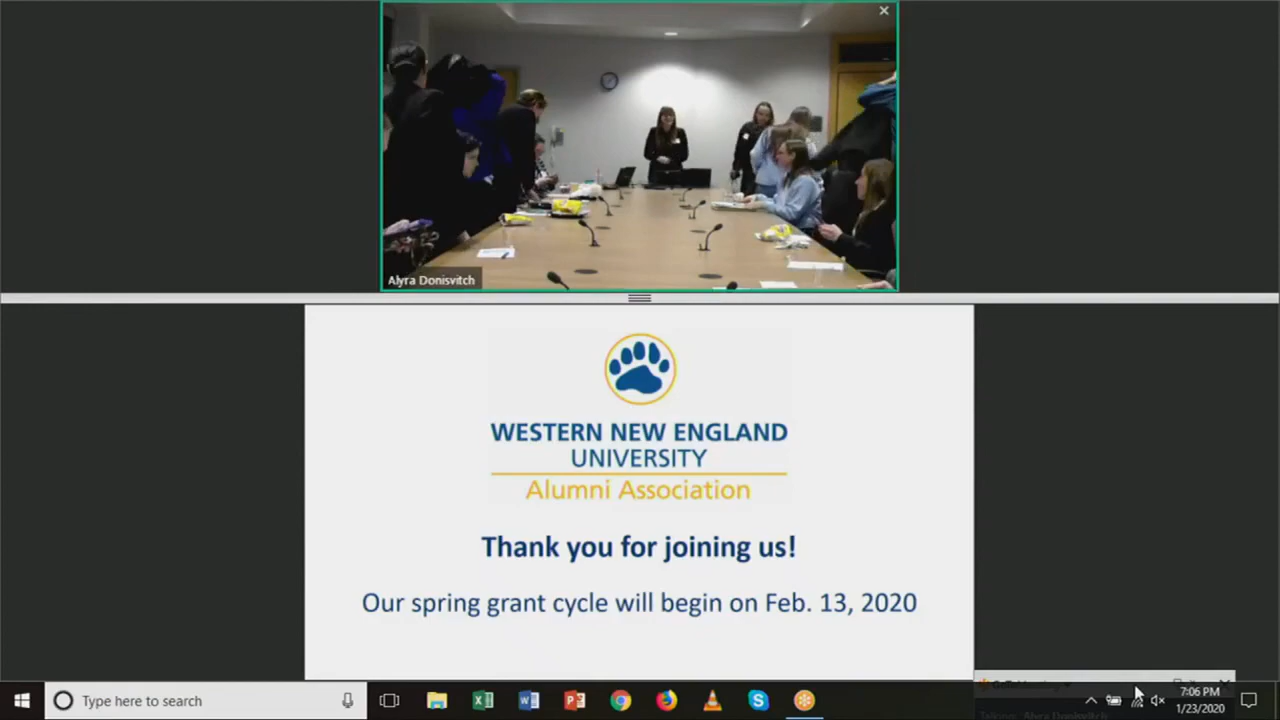 Alyra Donisvitch
WESTERN NEW ENGLAND
UNIVERSITY
Alumni Association
Thank you for joining us!
Our spring grant cycle will begin on Feb. 13, 2020
Type here to search
7:06 PM
1/23/2020